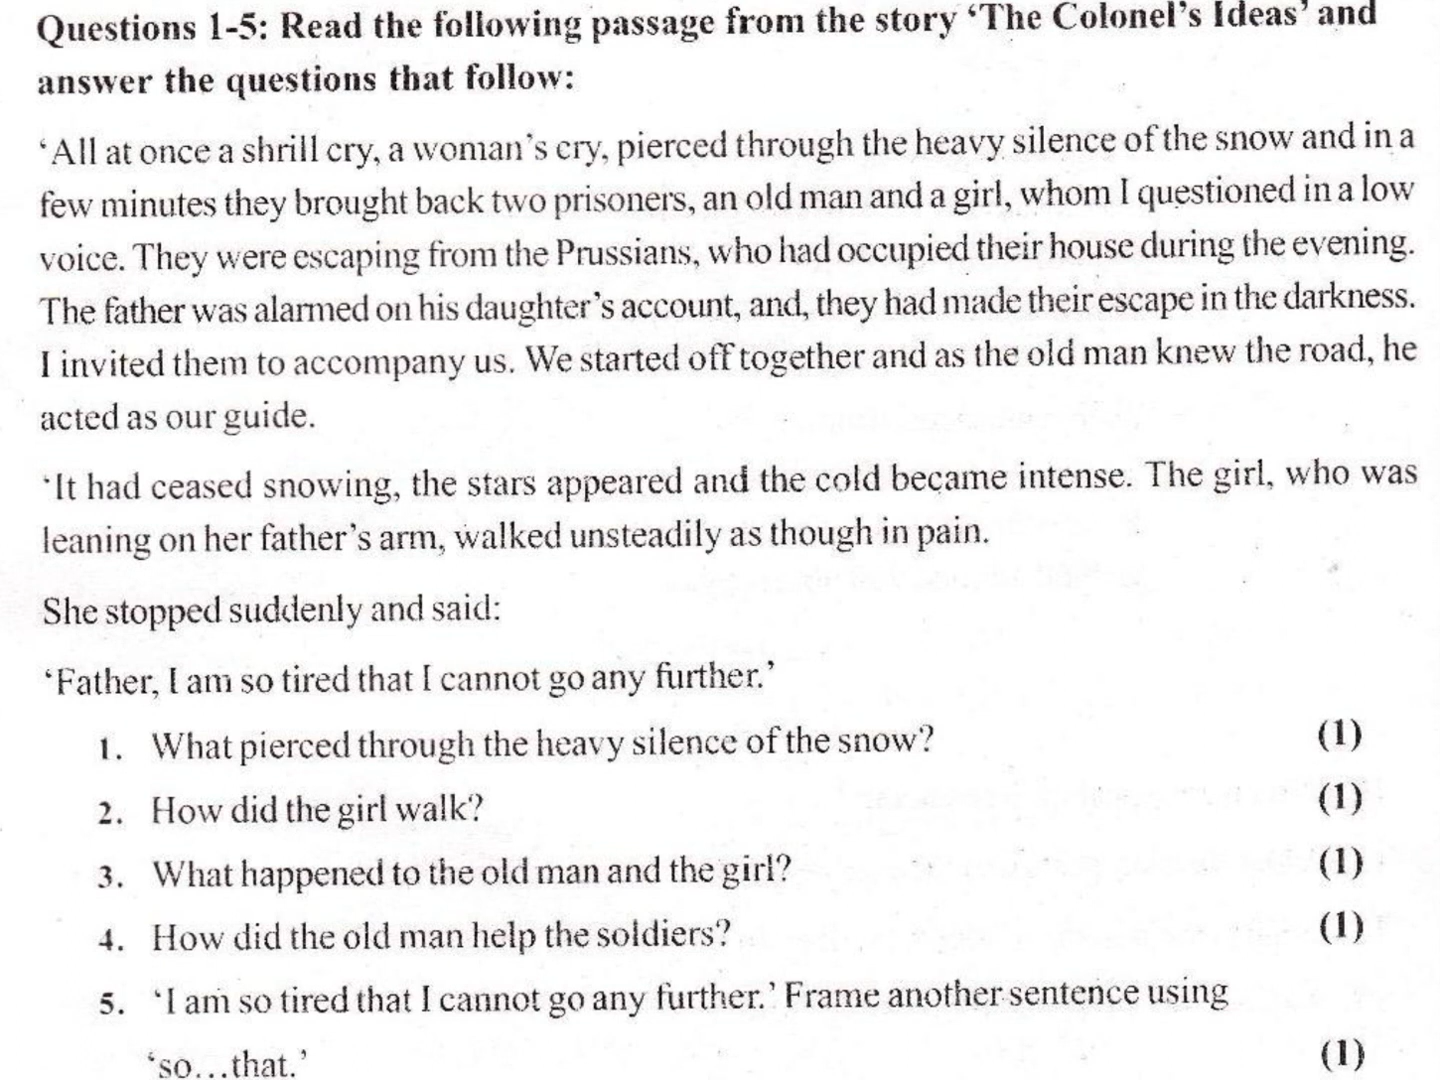 Questions 1-5: Read the following passage from the story ‘The Colonel’s Ideas’ and
answer the questions that follow:
‘All at once a shrill cry, a woman’s cry, pierced through the heavy silence of the snow and in a
few minutes they brought back two prisoners, an old man and a girl, whom I questioned in a low
voice. They were escaping from the Prussians, who had occupied their house during the evening.
The father was alarmed on his daughter’s account, and, they had made their escape in the darkness.
I invited them to accompany us. We started off together and as the old man knew the road, he
acted as our guide.
‘It had ceased snowing, the stars appeared and the cold became intense. The girl, who was
leaning on her father’s arm, walked unsteadily as though in pain.
She stopped suddenly and said:
‘Father, I am so tired that I cannot go any further.’
1. What pierced through the heavy silence of the snow? (1)
2. How did the girl walk? (1)
3. What happened to the old man and the girl? (1)
4. How did the old man help the soldiers? (1)
5. ‘I am so tired that I cannot go any further.’ Frame another sentence using
‘so...that.’ (1)